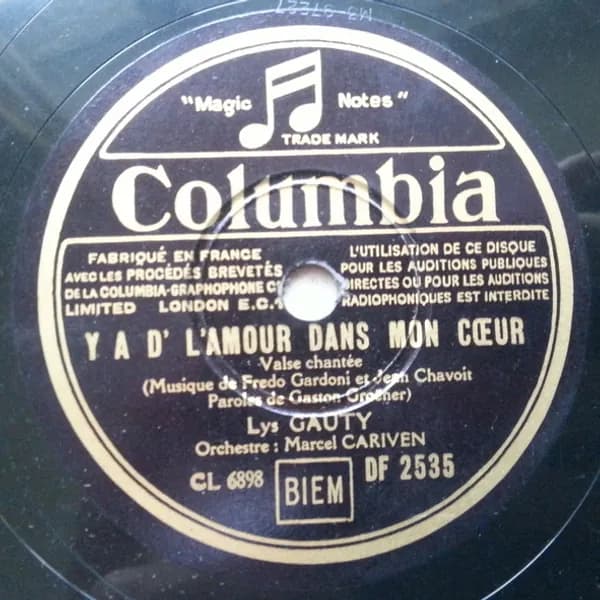 "Magic Notes"
TRADE MARK
Columbia
FABRIQUÉ EN FRANCE
AVEC LES PROCÉDÉS BREVETÉS
DE LA COLUMBIA-GRAPHOPHONE Cº
LIMITED LONDON E.C.1
L'UTILISATION DE CE DISQUE
POUR LES AUDITIONS PUBLIQUES
DIRECTES OU POUR LES AUDITIONS
RADIOPHONIQUES EST INTERDITE
Y A D' L'AMOUR DANS MON CŒUR
Valse chantée
(Musique de Fredo Gardoni et Jean Chavoit
Paroles de Gaston Groener)
Lys GAUTY
Orchestre : Marcel CARIVEN
CL 6898 BIEM DF 2535